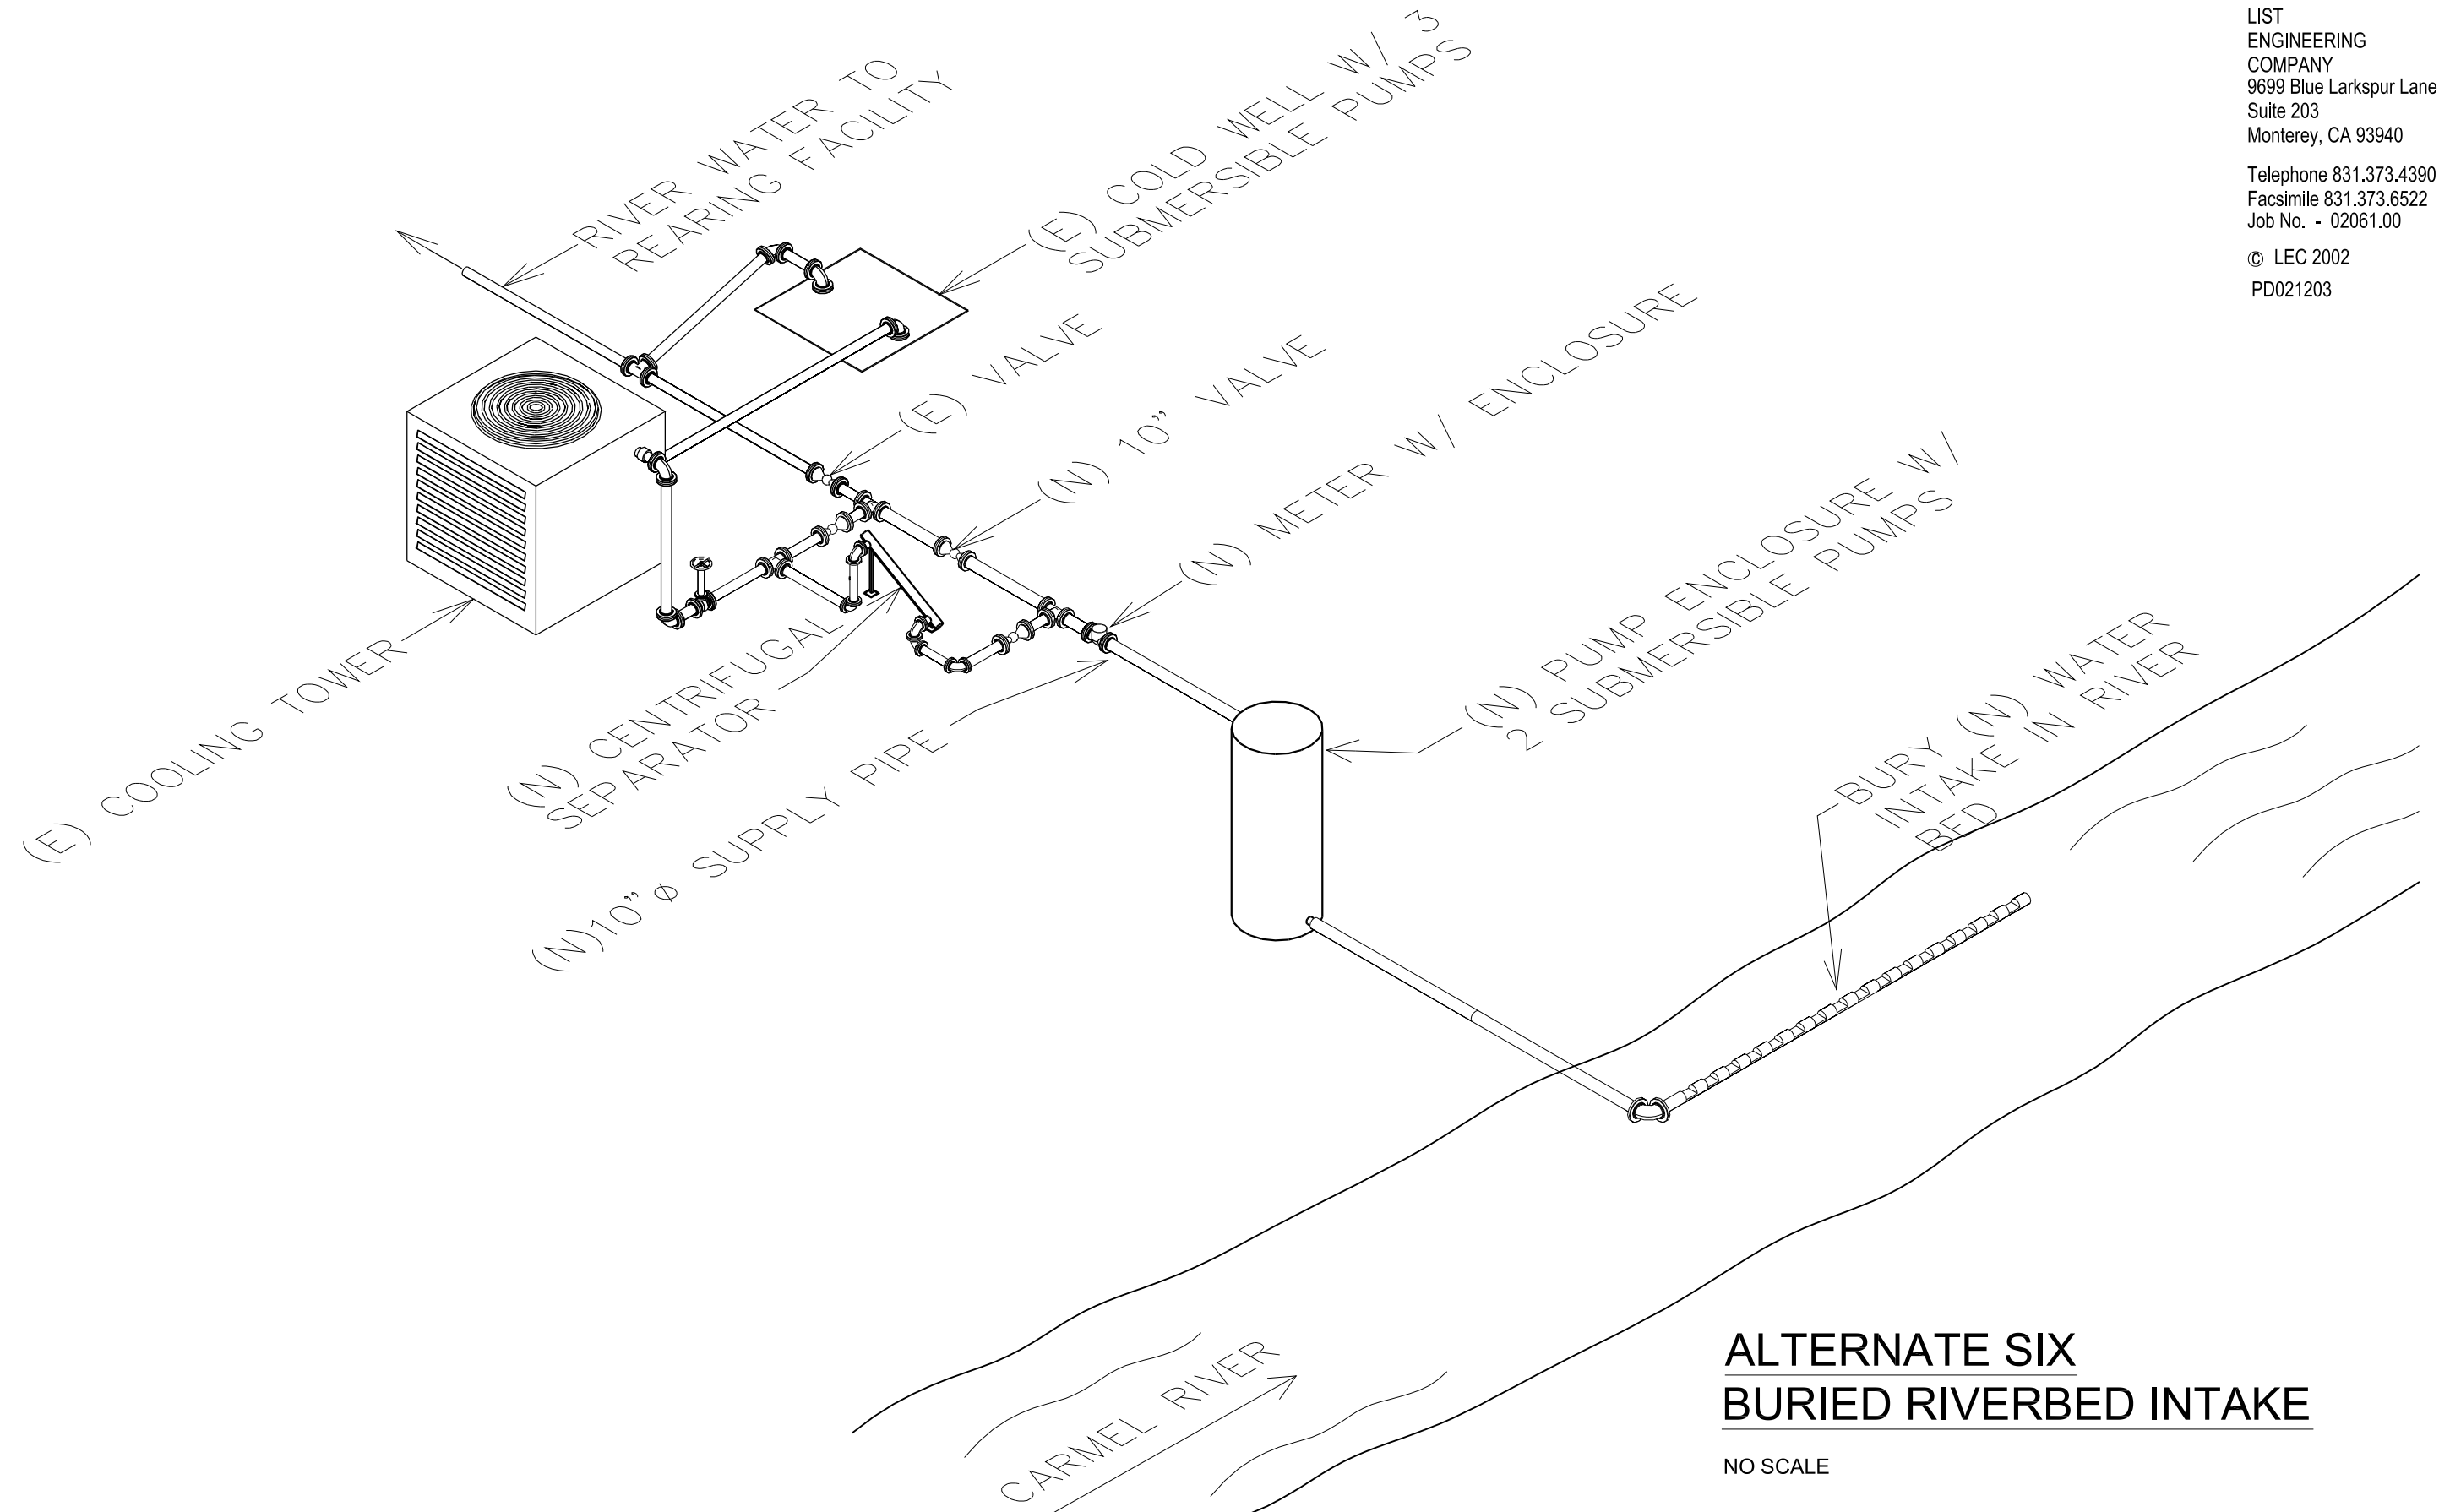 LIST
ENGINEERING
COMPANY
9699 Blue Larkspur Lane
Suite 203
Monterey, CA 93940
Telephone 831.373.4390
Facsimile 831.373.6522
Job No. - 02061.00
© LEC 2002
PD021203
RIVER WATER TO
REARING FACILITY
(E) COLD WELL W/ 3
SUBMERSIBLE PUMPS
(E) VALVE
(N) 10" VALVE
(N) METER W/ ENCLOSURE
(N) PUMP ENCLOSURE W/
2 SUBMERSIBLE PUMPS
BURY (N) WATER
INTAKE IN RIVER
BED
(E) COOLING TOWER
(N) CENTRIFUGAL
SEPARATOR
(N)10"ø SUPPLY PIPE
CARMEL RIVER
ALTERNATE SIX
BURIED RIVERBED INTAKE
NO SCALE